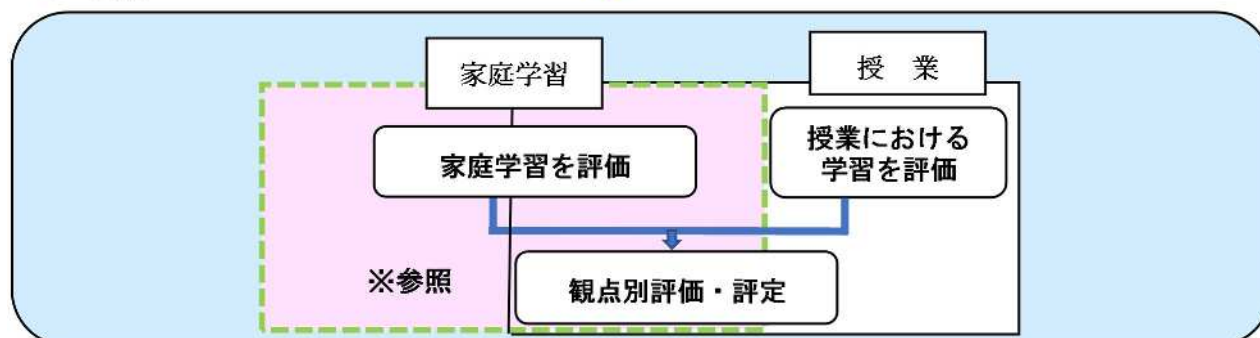 家庭学習
授　業
家庭学習を評価
授業における
学習を評価
※参照
観点別評価・評定